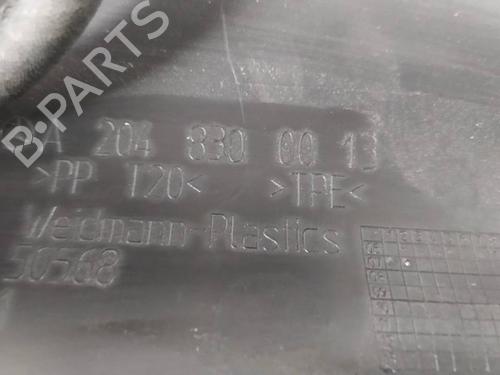 A 204 830 00 13
>PP T20< >TPE<
Weidmann-Plastics
50568
B-PARTS